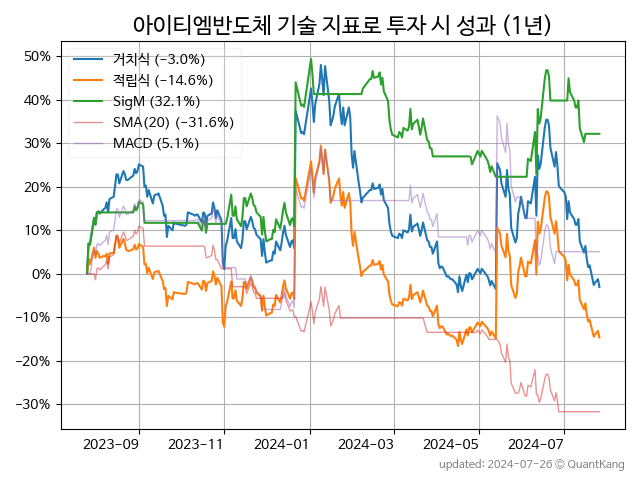 아이티엠반도체 기술 지표로 투자 시 성과 (1년)
거치식 (−3.0%)
적립식 (−14.6%)
SigM (32.1%)
SMA(20) (−31.6%)
MACD (5.1%)
50%
40%
30%
20%
10%
0%
−10%
−20%
−30%
2023-09 2023-11 2024-01 2024-03 2024-05 2024-07
updated: 2024-07-26 © QuantKang